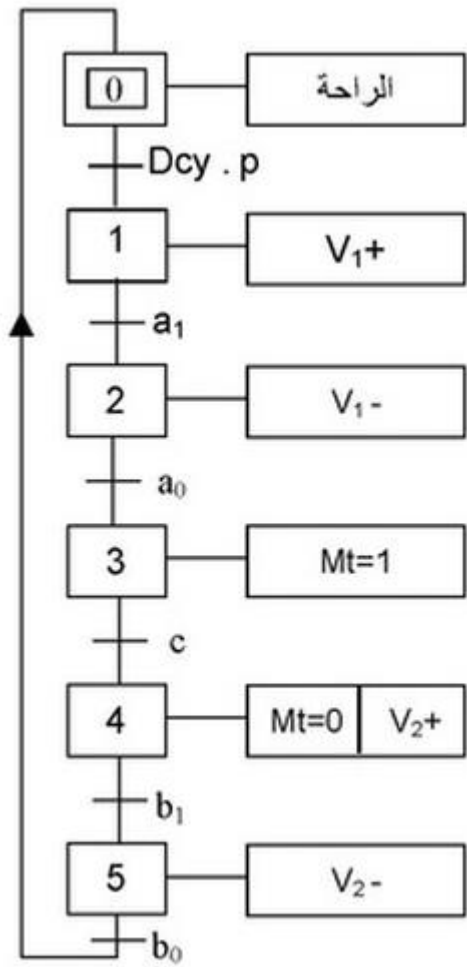 0 الراحة
Dcy . p
1 V₁+
a₁
2 V₁-
a₀
3 Mt=1
c
4 Mt=0 V₂+
b₁
5 V₂-
b₀